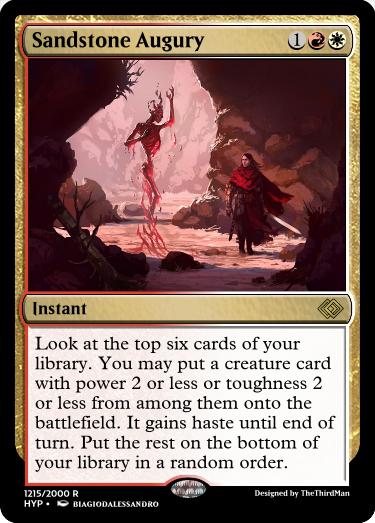 Sandstone Augury 1
Instant
Look at the top six cards of your
library. You may put a creature card
with power 2 or less or toughness 2
or less from among them onto the
battlefield. It gains haste until end of
turn. Put the rest on the bottom of
your library in a random order.
1215/2000 R
HYP • BIAGIODALESSANDRO
Designed by TheThirdMan